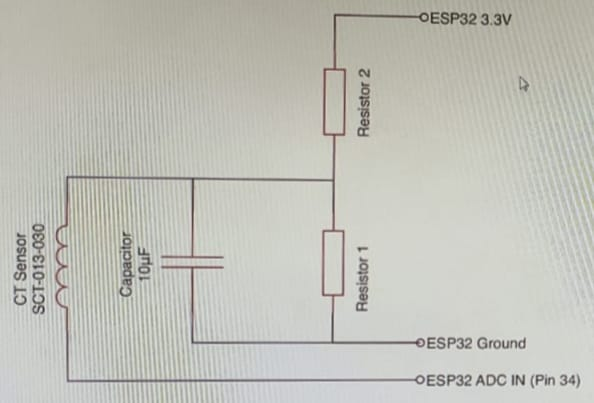 ESP32 3.3V
Resistor 2
CT Sensor
SCT-013-030
Capacitor
10µF
Resistor 1
ESP32 Ground
ESP32 ADC IN (Pin 34)